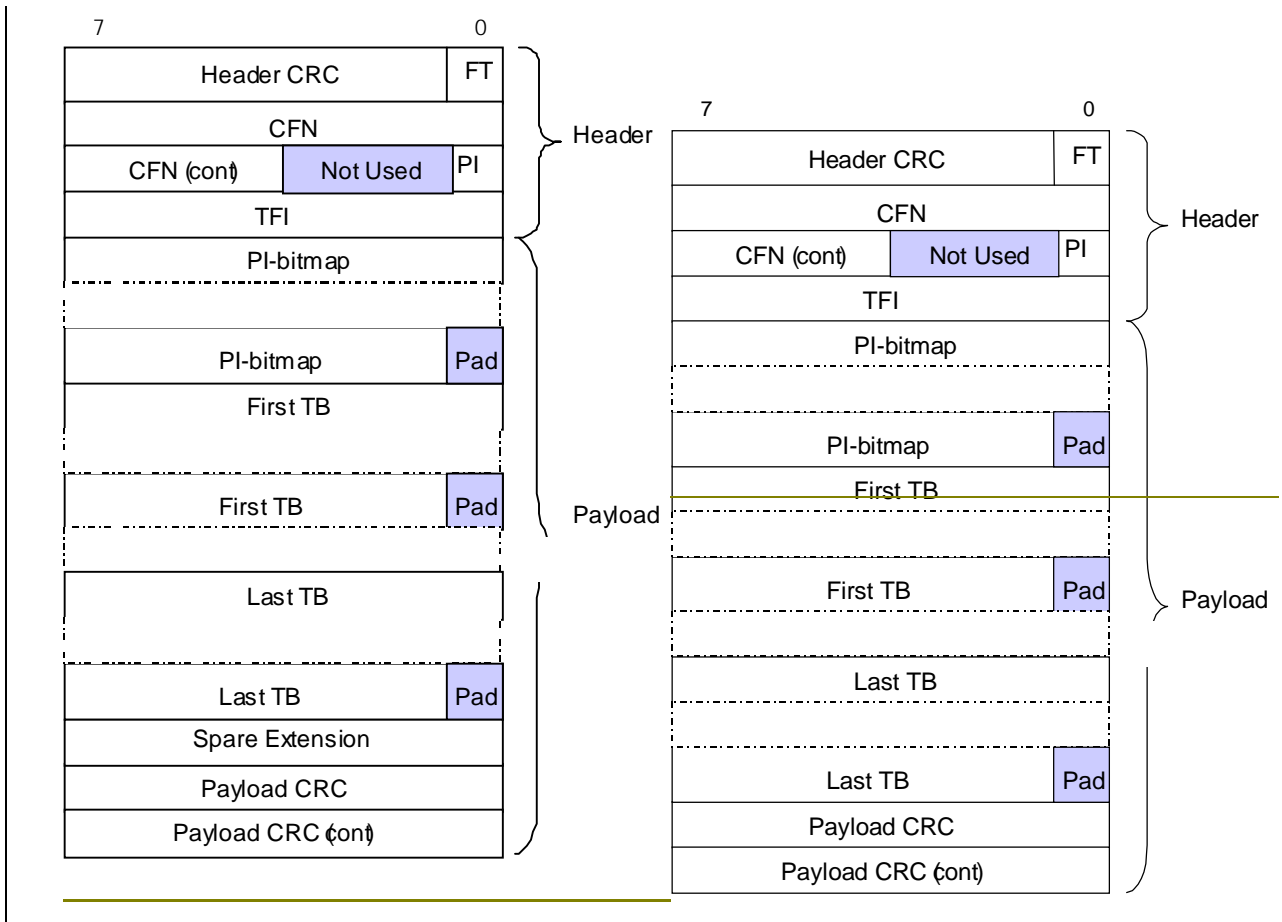 7 0
Header CRC FT
CFN
Header
CFN (cont) Not Used PI
TFI
PI-bitmap
PI-bitmap Pad
First TB
First TB Pad
Payload
Last TB
Last TB Pad
Spare Extension
Payload CRC
Payload CRC (cont)
7 0
Header CRC FT
CFN
Header
CFN (cont) Not Used PI
TFI
PI-bitmap
PI-bitmap Pad
First TB
First TB Pad
Payload
Last TB
Last TB Pad
Payload CRC
Payload CRC (cont)